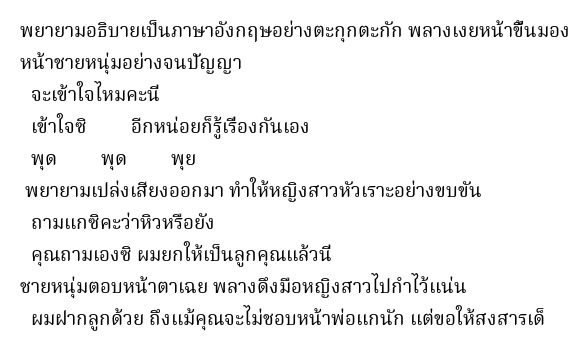 พยายามอธิบายเป็นภาษาอังกฤษอย่างตะกุกตะกัก พลางเงยหน้าขึ้นมอง
หน้าชายหนุ่มอย่างจนปัญญา
จะเข้าใจไหมคะนี่
เข้าใจซิ อีกหน่อยก็รู้เรื่องกันเอง
พุด พุด พุย
พยายามเปล่งเสียงออกมา ทำให้หญิงสาวหัวเราะอย่างขบขัน
ถามแกซิคะว่าหิวหรือยัง
คุณถามเองซิ ผมยกให้เป็นลูกคุณแล้วนี่
ชายหนุ่มตอบหน้าตาเฉย พลางดึงมือหญิงสาวไปกำไว้แน่น
ผมฝากลูกด้วย ถึงแม้คุณจะไม่ชอบหน้าพ่อแกนัก แต่ขอให้สงสารเด็